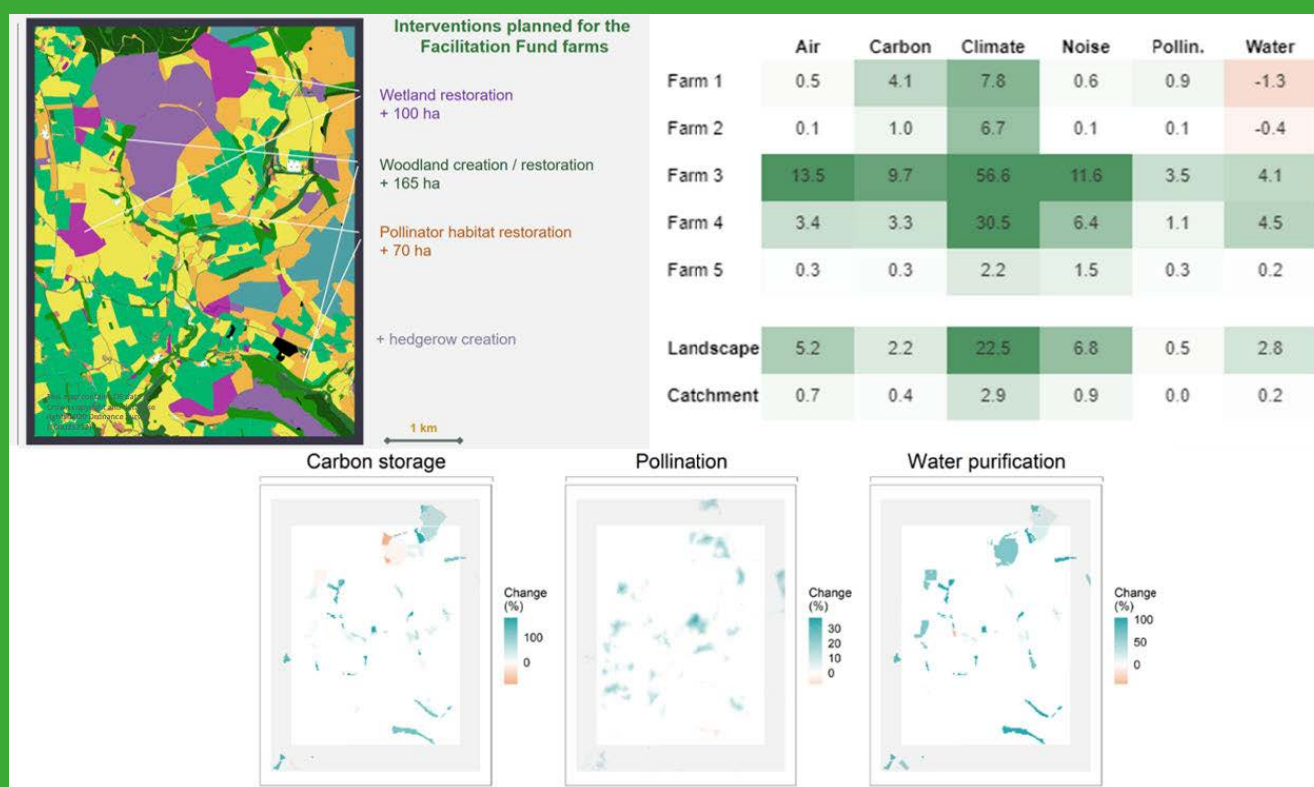 Interventions planned for the
Facilitation Fund farms
Wetland restoration
+ 100 ha
Woodland creation / restoration
+ 165 ha
Pollinator habitat restoration
+ 70 ha
+ hedgerow creation
1 km
Air Carbon Climate Noise Pollin. Water
Farm 1 0.5 4.1 7.8 0.6 0.9 -1.3
Farm 2 0.1 1.0 6.7 0.1 0.1 -0.4
Farm 3 13.5 9.7 56.6 11.6 3.5 4.1
Farm 4 3.4 3.3 30.5 6.4 1.1 4.5
Farm 5 0.3 0.3 2.2 1.5 0.3 0.2
Landscape 5.2 2.2 22.5 6.8 0.5 2.8
Catchment 0.7 0.4 2.9 0.9 0.0 0.2
Carbon storage
Change
(%)
100
0
Pollination
Change
(%)
30
20
10
0
Water purification
Change
(%)
100
50
0